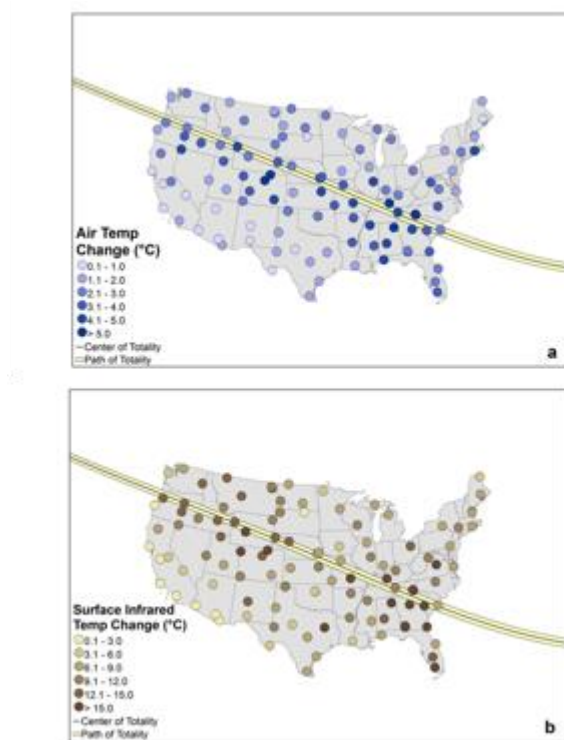 Air Temp
Change (°C)
0.1 - 1.0
1.1 - 2.0
2.1 - 3.0
3.1 - 4.0
4.1 - 5.0
> 5.0
Center of Totality
Path of Totality
a
Surface Infrared
Temp Change (°C)
0.1 - 3.0
3.1 - 6.0
6.1 - 9.0
9.1 - 12.0
12.1 - 15.0
> 15.0
Center of Totality
Path of Totality
b